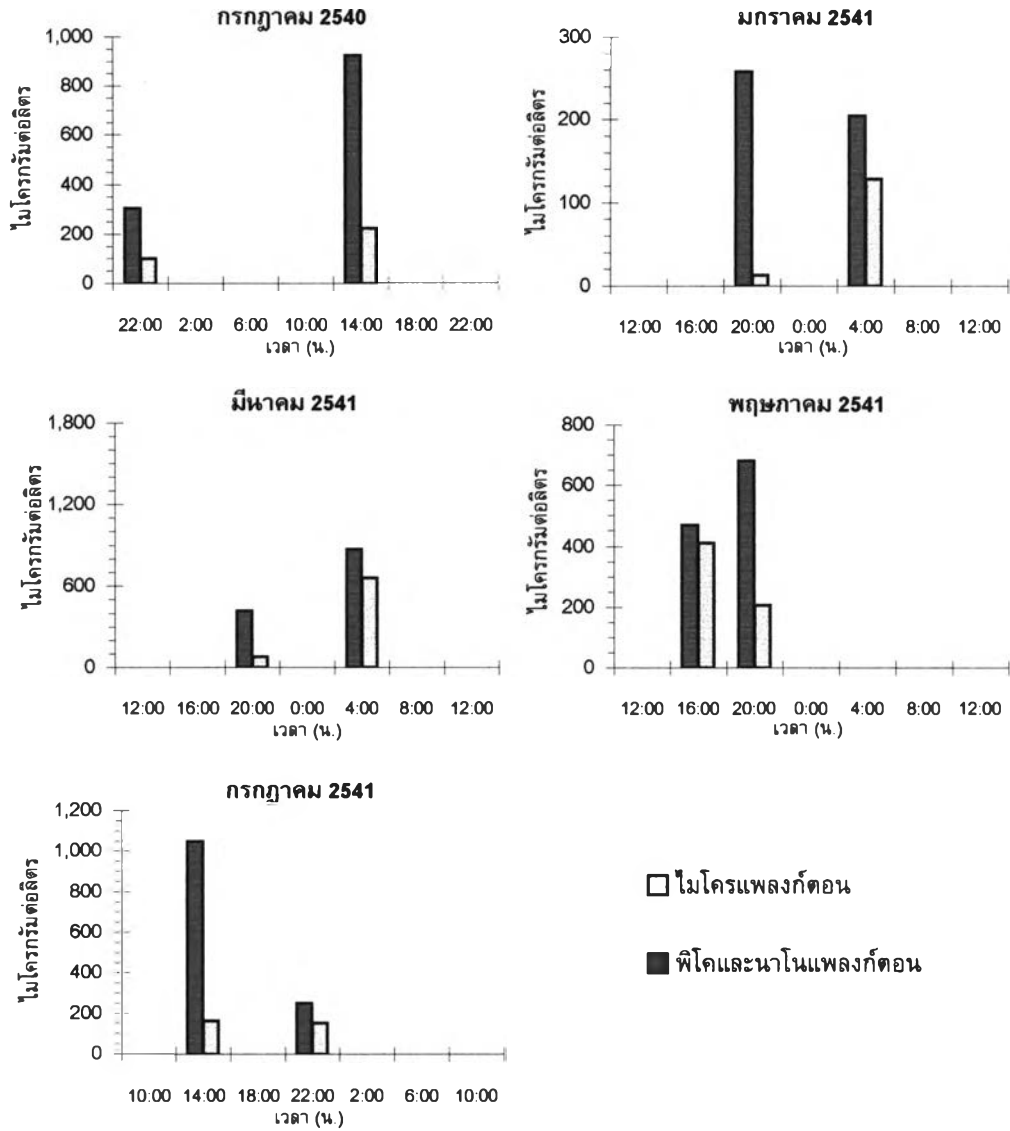 กรกฎาคม 2540
ไมโครกรัมต่อลิตร
1,000
800
600
400
200
0
22:00 2:00 6:00 10:00 14:00 18:00 22:00
เวลา (น.)
มกราคม 2541
ไมโครกรัมต่อลิตร
300
200
100
0
12:00 16:00 20:00 0:00 4:00 8:00 12:00
เวลา (น.)
มีนาคม 2541
ไมโครกรัมต่อลิตร
1,800
1,200
600
0
12:00 16:00 20:00 0:00 4:00 8:00 12:00
เวลา (น.)
พฤษภาคม 2541
ไมโครกรัมต่อลิตร
800
600
400
200
0
12:00 16:00 20:00 0:00 4:00 8:00 12:00
เวลา (น.)
กรกฎาคม 2541
ไมโครกรัมต่อลิตร
1,200
1,000
800
600
400
200
0
10:00 14:00 18:00 22:00 2:00 6:00 10:00
เวลา (น.)
ไมโครแพลงก์ตอน
พิโคและนาโนแพลงก์ตอน